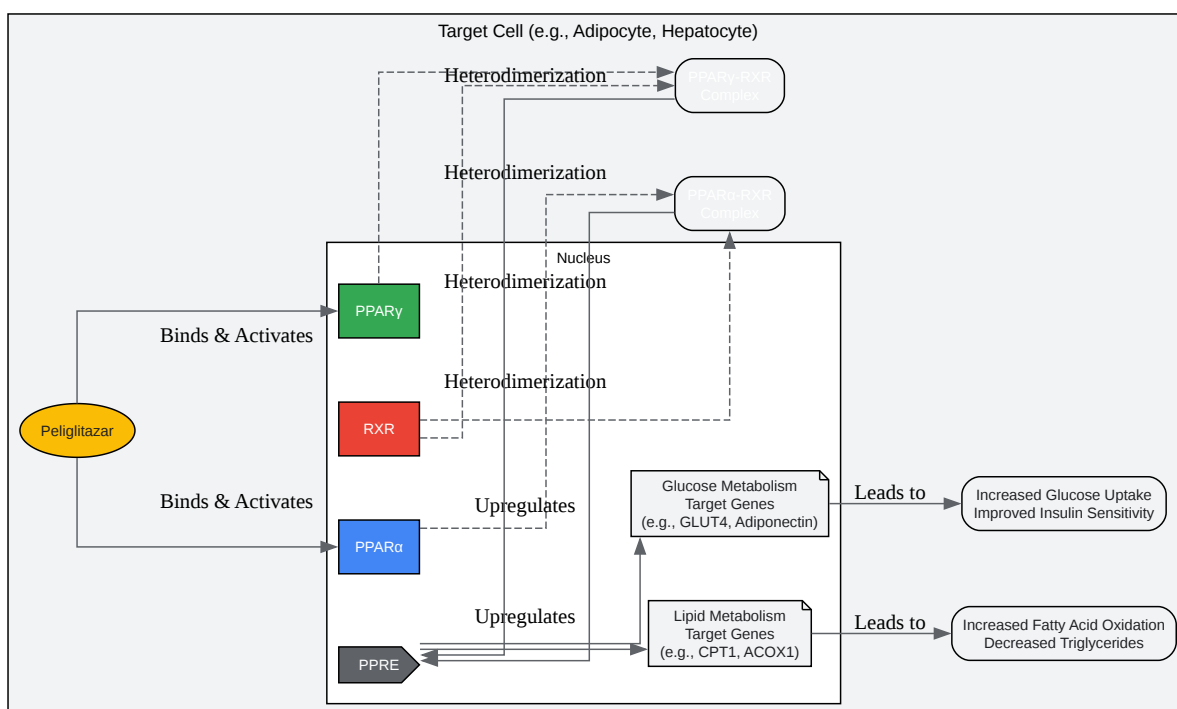 Target Cell (e.g., Adipocyte, Hepatocyte)
Heterodimerization
PPARγ-RXR
Complex
Heterodimerization
PPARα-RXR
Complex
Nucleus
Heterodimerization
PPARγ
Binds & Activates
Heterodimerization
RXR
Peliglitazar
Binds & Activates
Upregulates
PPARα
Glucose Metabolism
Target Genes
(e.g., GLUT4, Adiponectin)
Leads to
Increased Glucose Uptake
Improved Insulin Sensitivity
Upregulates
PPRE
Lipid Metabolism
Target Genes
(e.g., CPT1, ACOX1)
Leads to
Increased Fatty Acid Oxidation
Decreased Triglycerides